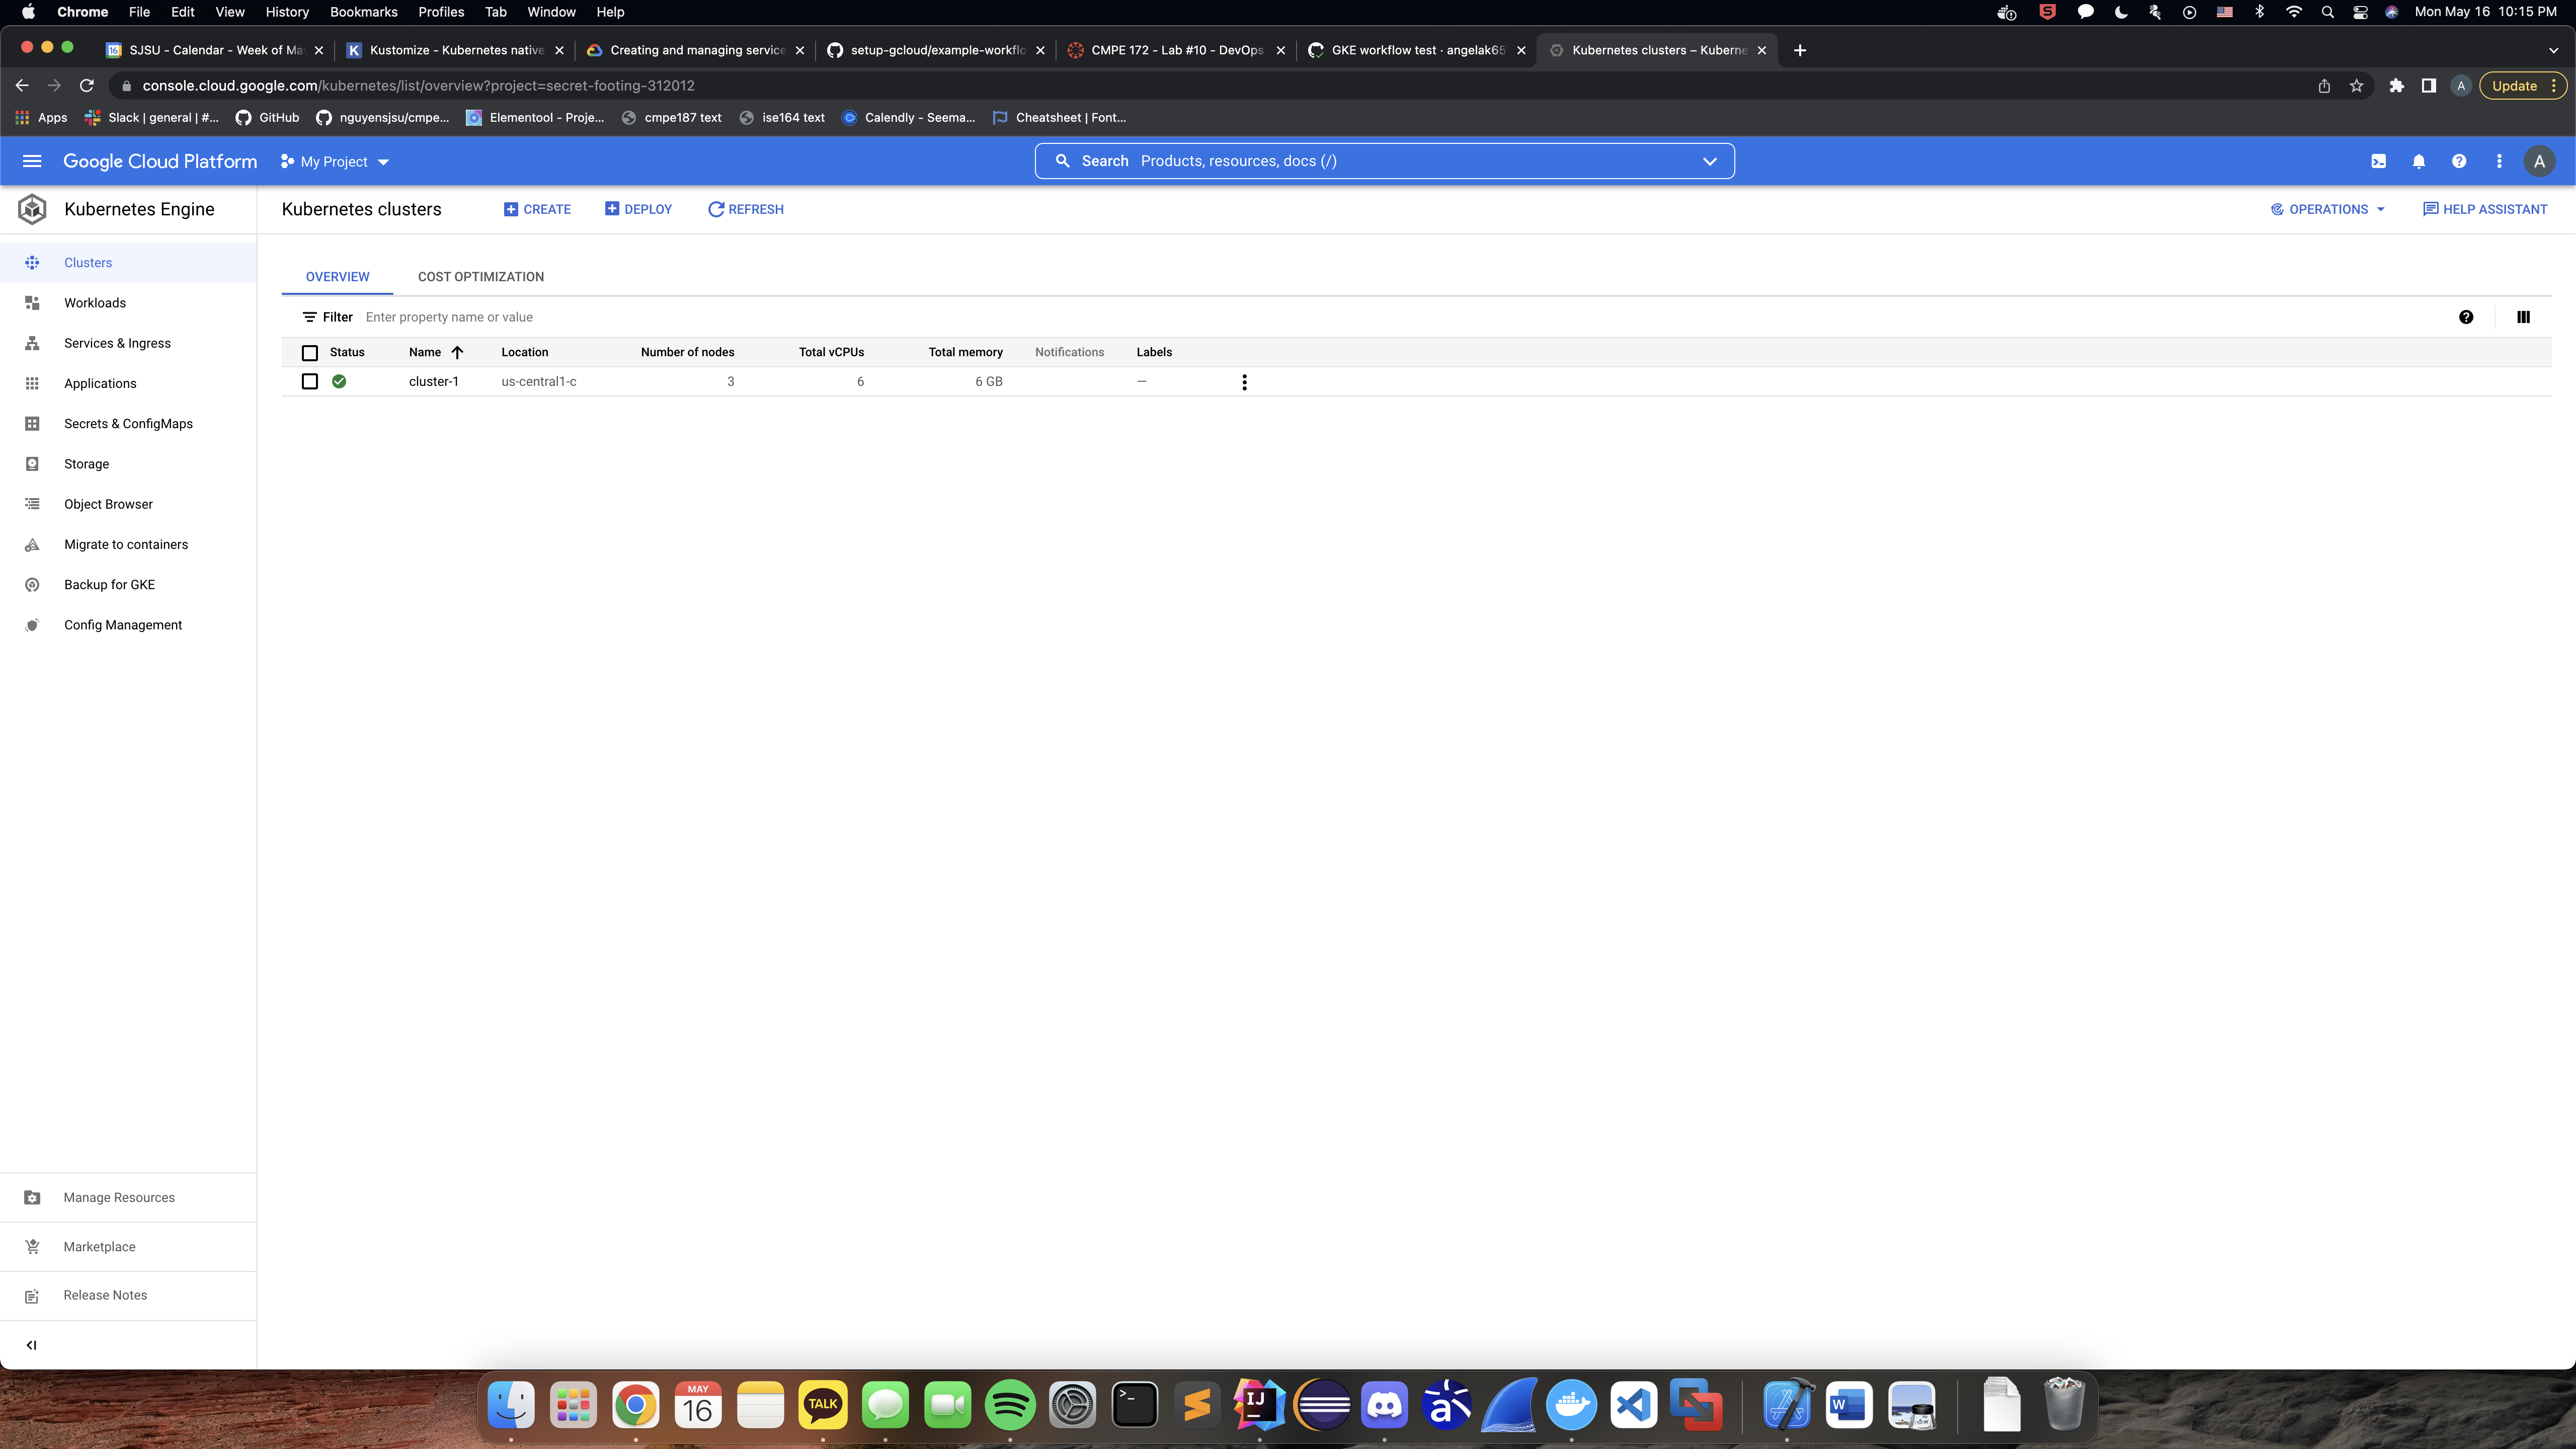 Chrome File Edit View History Bookmarks Profiles Tab Window Help Mon May 16 10:15 PM
SJSU - Calendar - Week of Ma Kustomize - Kubernetes native Creating and managing service setup-gcloud/example-workflo CMPE 172 - Lab #10 - DevOps GKE workflow test · angelak65 Kubernetes clusters – Kuberne
console.cloud.google.com/kubernetes/list/overview?project=secret-footing-312012 A Update
Apps Slack | general | #... GitHub nguyensjsu/cmpe... Elementool - Proje... cmpe187 text ise164 text Calendly - Seema... Cheatsheet | Font...
Google Cloud Platform My Project Search Products, resources, docs (/) A
Kubernetes Engine Kubernetes clusters CREATE DEPLOY REFRESH OPERATIONS HELP ASSISTANT
Clusters
Workloads
Services & Ingress
Applications
Secrets & ConfigMaps
Storage
Object Browser
Migrate to containers
Backup for GKE
Config Management
OVERVIEW COST OPTIMIZATION
Filter Enter property name or value
Status Name Location Number of nodes Total vCPUs Total memory Notifications Labels
cluster-1 us-central1-c 3 6 6 GB —
Manage Resources
Marketplace
Release Notes
MAY
16
TALK
IJ
W